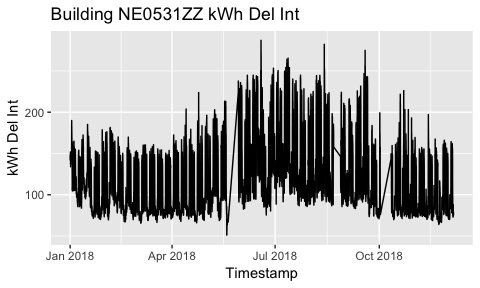 Building NE0531ZZ kWh Del Int
kWh Del Int
200
100
Jan 2018
Apr 2018
Jul 2018
Oct 2018
Timestamp